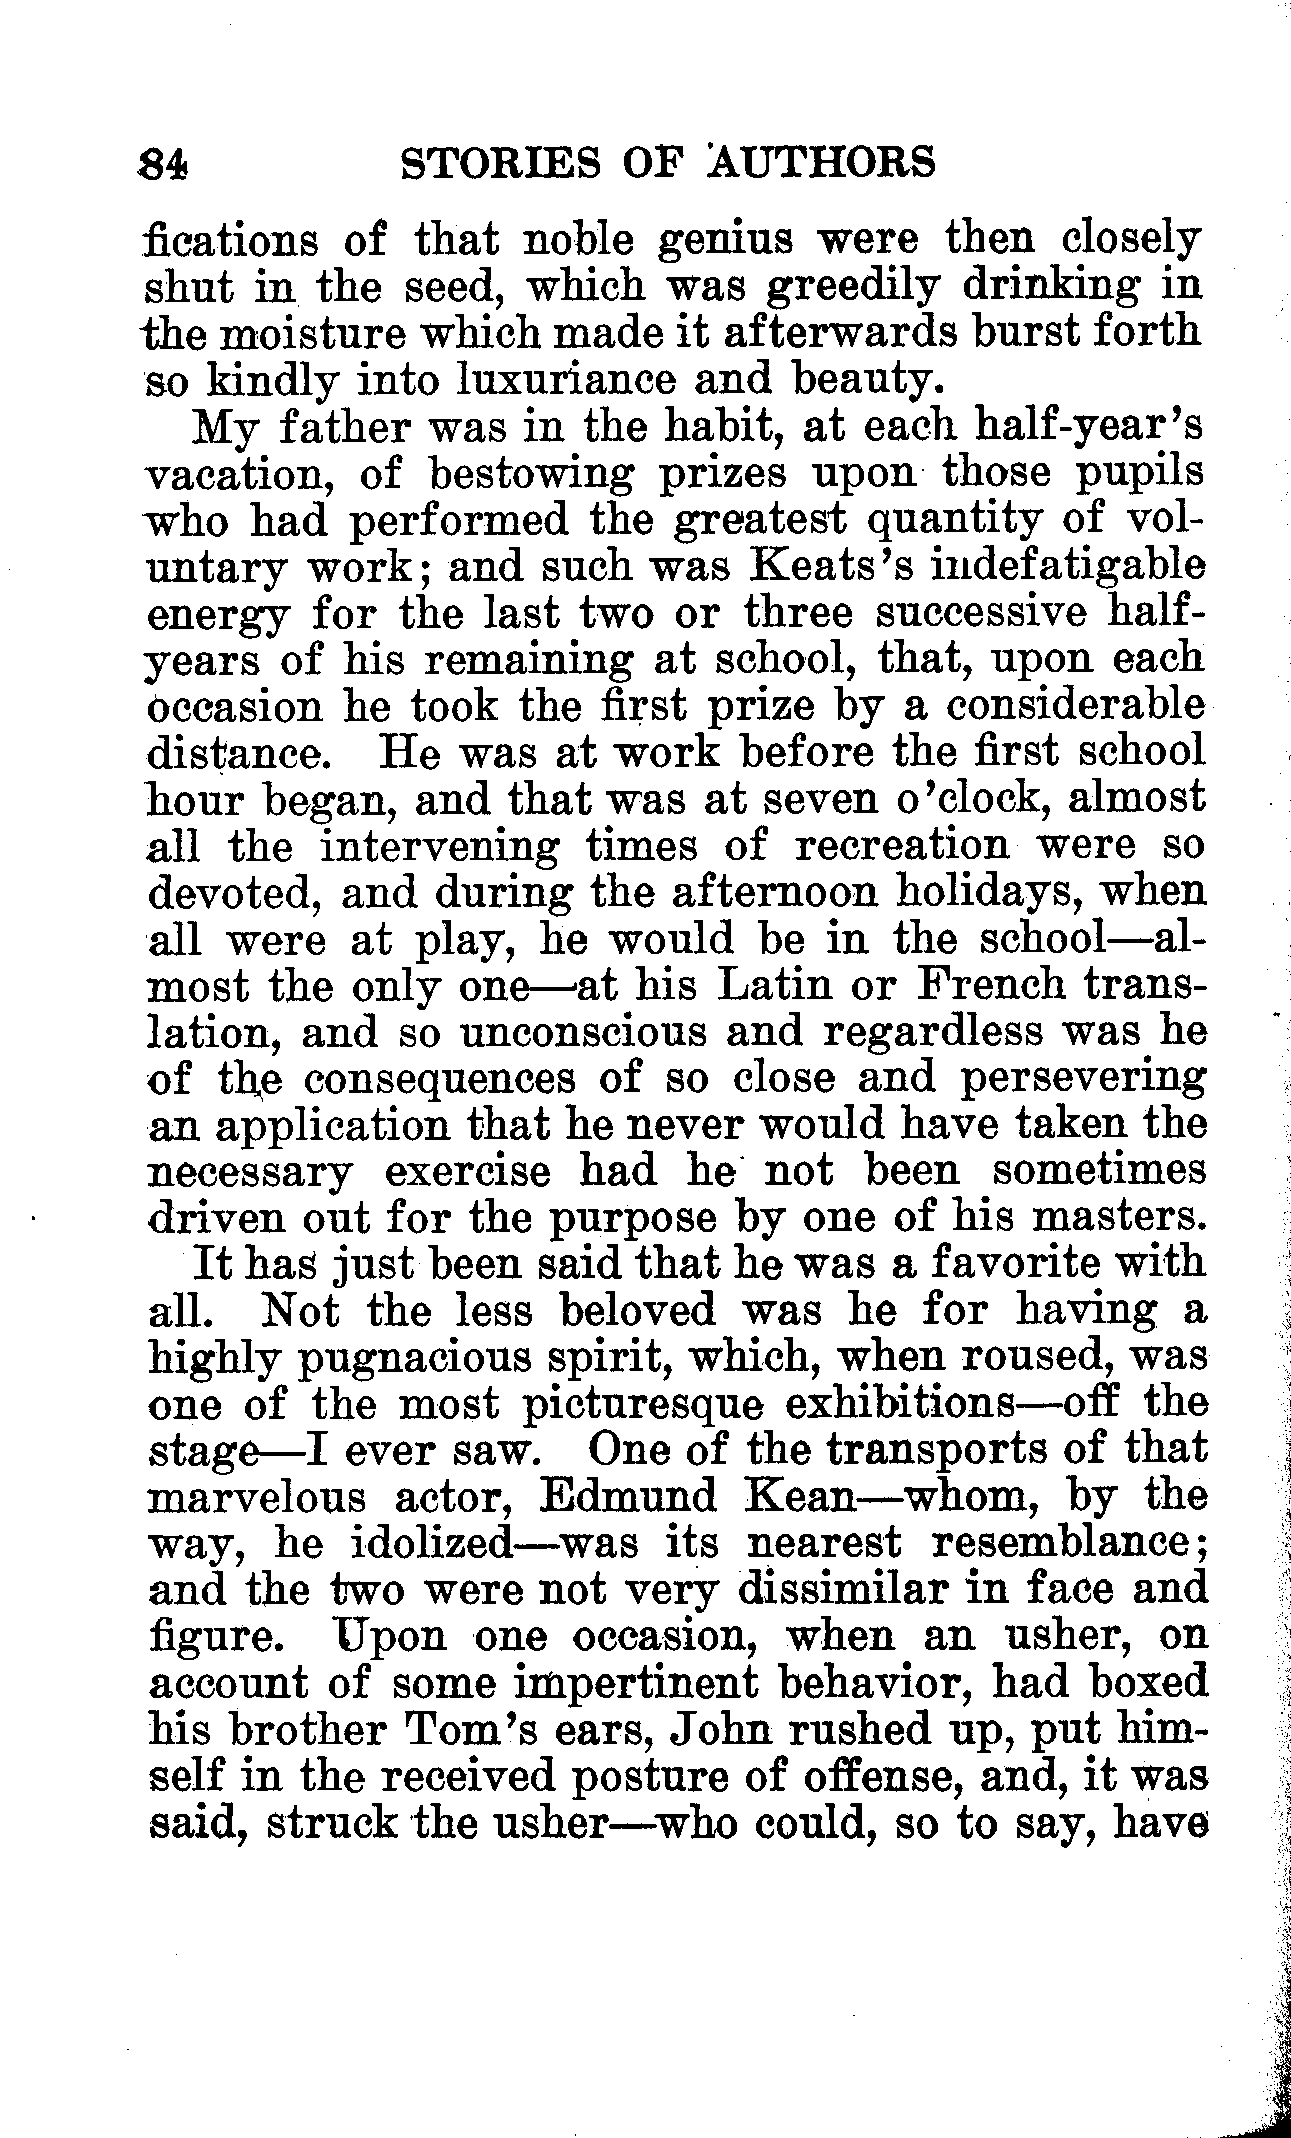 84 STORIES OF AUTHORS
fications of that noble genius were then closely
shut in the seed, which was greedily drinking in
the moisture which made it afterwards burst forth
so kindly into luxuriance and beauty.
My father was in the habit, at each half-year's
vacation, of bestowing prizes upon those pupils
who had performed the greatest quantity of vol-
untary work; and such was Keats's indefatigable
energy for the last two or three successive half-
years of his remaining at school, that, upon each
occasion he took the first prize by a considerable
distance. He was at work before the first school
hour began, and that was at seven o'clock, almost
all the intervening times of recreation were so
devoted, and during the afternoon holidays, when
all were at play, he would be in the school—al-
most the only one—at his Latin or French trans-
lation, and so unconscious and regardless was he
of the consequences of so close and persevering
an application that he never would have taken the
necessary exercise had he not been sometimes
driven out for the purpose by one of his masters.
It has just been said that he was a favorite with
all. Not the less beloved was he for having a
highly pugnacious spirit, which, when roused, was
one of the most picturesque exhibitions—off the
stage—I ever saw. One of the transports of that
marvelous actor, Edmund Kean—whom, by the
way, he idolized—was its nearest resemblance;
and the two were not very dissimilar in face and
figure. Upon one occasion, when an usher, on
account of some impertinent behavior, had boxed
his brother Tom's ears, John rushed up, put him-
self in the received posture of offense, and, it was
said, struck the usher—who could, so to say, have